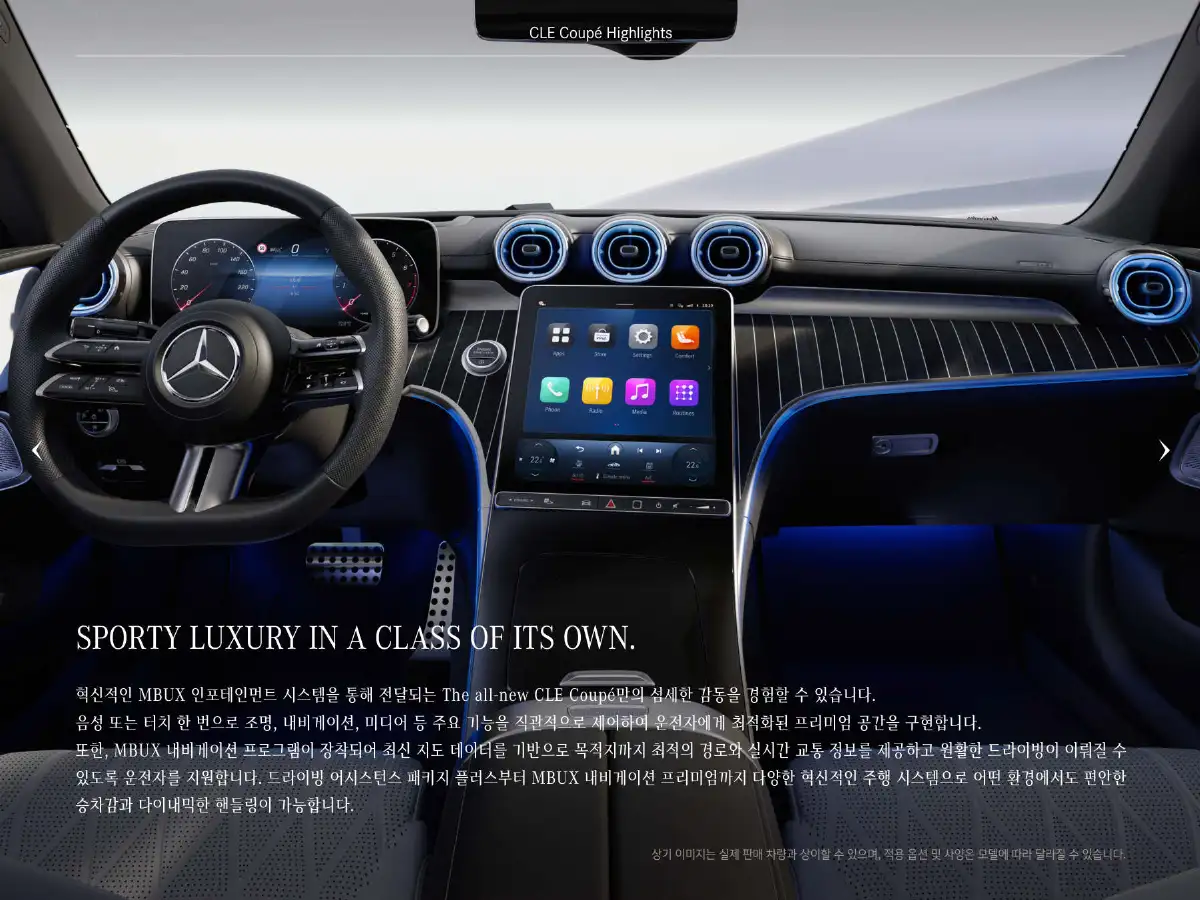 CLE Coupé Highlights
60 80 100 140 180 220
0
Apps Store Settings Comfort
Phone Radio Media Routines
22 22
SPORTY LUXURY IN A CLASS OF ITS OWN.
혁신적인 MBUX 인포테인먼트 시스템을 통해 전달되는 The all-new CLE Coupé만의 섬세한 감동을 경험할 수 있습니다.
음성 또는 터치 한 번으로 조명, 내비게이션, 미디어 등 주요 기능을 직관적으로 제어하여 운전자에게 최적화된 프리미엄 공간을 구현합니다.
또한, MBUX 내비게이션 프로그램이 장착되어 최신 지도 데이터를 기반으로 목적지까지 최적의 경로와 실시간 교통 정보를 제공하고 원활한 드라이빙이 이뤄질 수
있도록 운전자를 지원합니다. 드라이빙 어시스턴스 패키지 플러스부터 MBUX 내비게이션 프리미엄까지 다양한 혁신적인 주행 시스템으로 어떤 환경에서도 편안한
승차감과 다이내믹한 핸들링이 가능합니다.
상기 이미지는 실제 판매 차량과 상이할 수 있으며, 적용 옵션 및 사양은 모델에 따라 달라질 수 있습니다.